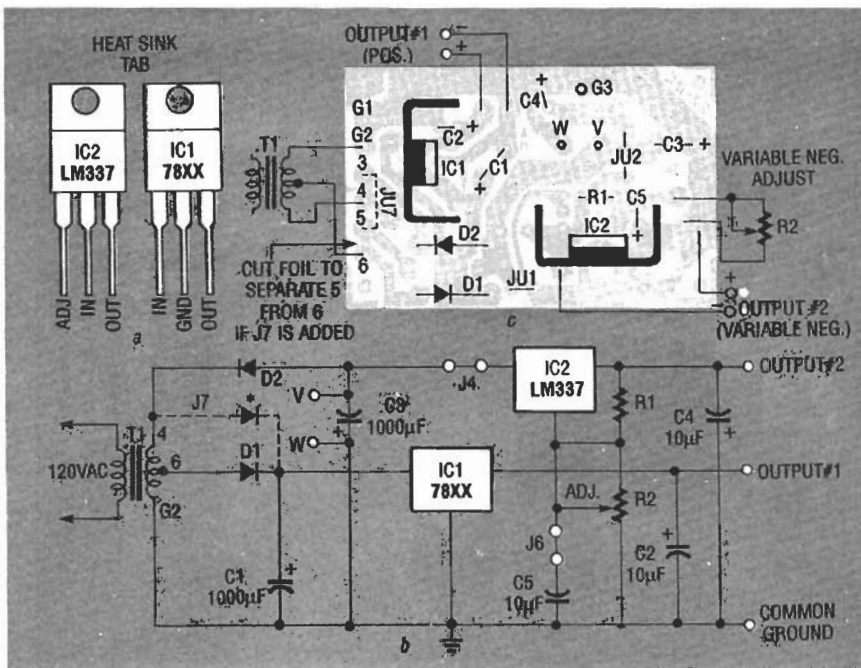 HEAT SINK
TAB
IC2
LM337
IC1
78XX
ADJ
IN
OUT
IN
GND
OUT
a
OUTPUT#1
(POS.)
−
+
T1
G1
G2
3
4
5
6
JU7
C2
+
IC1
C1
+
+
C4
G3
W
V
JU2
-C3-+
-R1-
C5
+
IC2
D2
D1
JU1
VARIABLE NEG.
ADJUST
R2
+
OUTPUT #2
(VARIABLE NEG.)
CUT FOIL TO
SEPARATE 5
FROM 6
IF J7 IS ADDED
c
120VAC
T1
4
6
G2
D2
J7
*
D1
V
W
C3
1000µF
+
J4
IC2
LM337
R1
C4
10µF
+
OUTPUT#2
IC1
78XX
OUTPUT#1
ADJ.
R2
J6
C1
1000µF
+
C5
10µF
C2
10µF
+
COMMON
GROUND
b